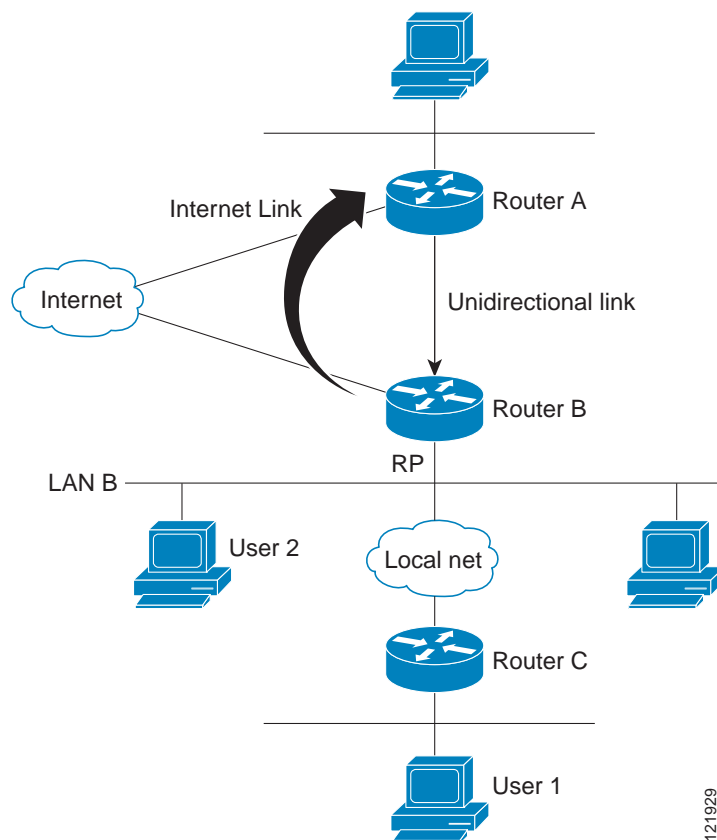 Router A
Internet Link
Internet
Unidirectional link
Router B
RP
LAN B
User 2
Local net
Router C
User 1
121929